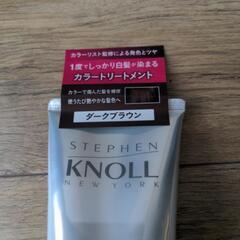 カラーリスト監修による発色とツヤ
1度でしっかり白髪が染まる
カラートリートメント
カラーで傷んだ髪を補修
使うたび艶やかな髪色へ
ダークブラウン
STEPHEN
KNOLL
NEW YORK